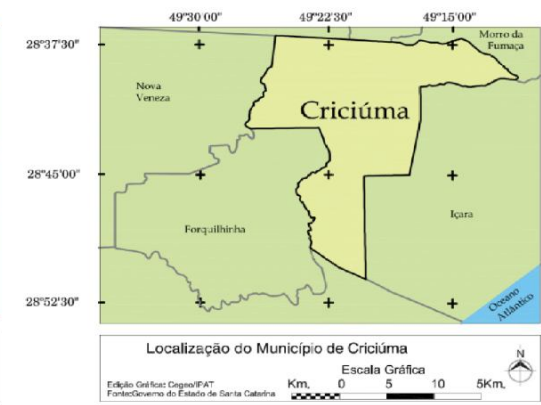 49°30' 00"
49°22'30"
49°15'00"
28°37'30"
Morro da
Fumaça
Nova
Veneza
Criciúma
28°45'00"
Forquilhinha
Içara
28°52'30"
Oceano
Atlântico
Localização do Município de Criciúma
N
Escala Gráfica
Edição Gráfica: Cegeo/IPAT
Fonte:Governo do Estado de Santa Catarina
Km, 0 5 10 5Km,